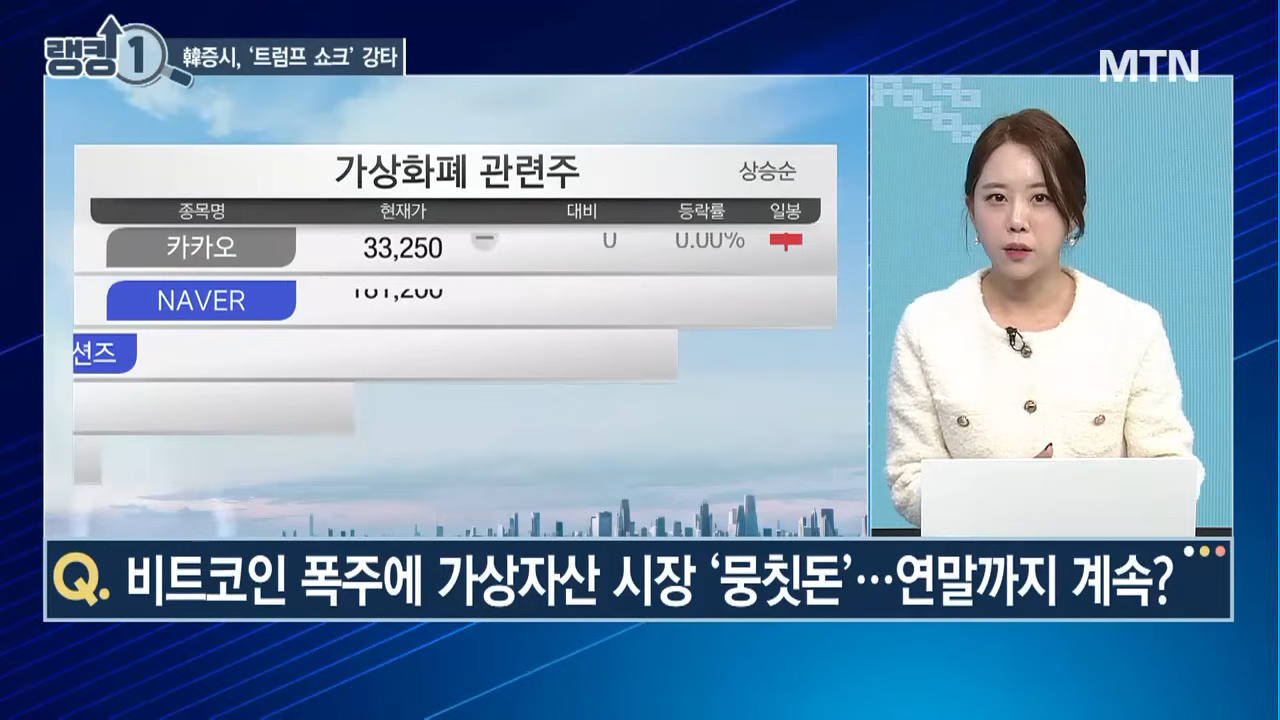 랭킹 1
韓증시, ‘트럼프 쇼크’ 강타
MTN
가상화폐 관련주
상승순
종목명 현재가 대비 등락률 일봉
카카오 33,250 0 0.00%
NAVER
션즈
Q. 비트코인 폭주에 가상자산 시장 ‘뭉칫돈’…연말까지 계속?